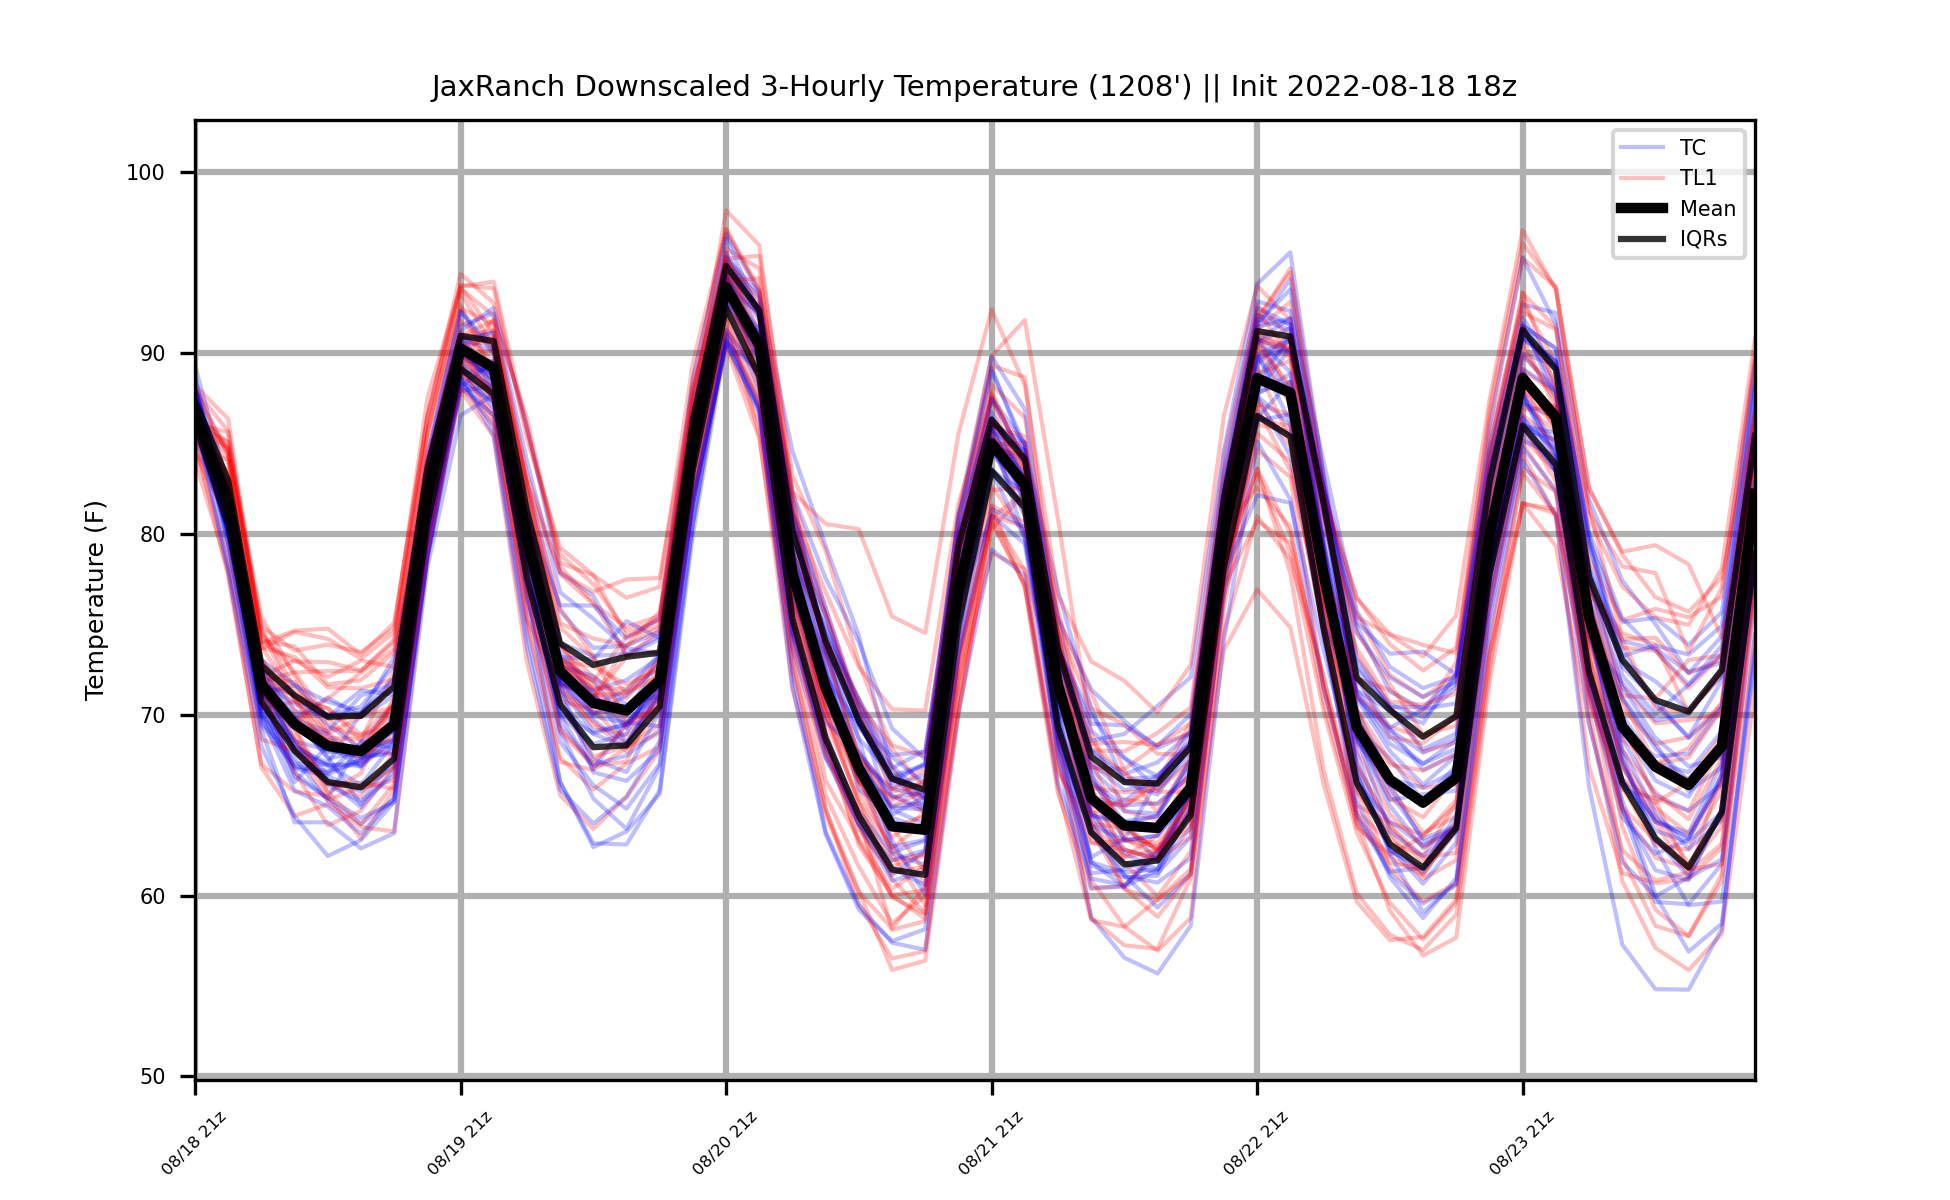 JaxRanch Downscaled 3-Hourly Temperature (1208') || Init 2022-08-18 18z
TC
TL1
Mean
IQRs
Temperature (F)
100
90
80
70
60
50
08/18 21z
08/19 21z
08/20 21z
08/21 21z
08/22 21z
08/23 21z